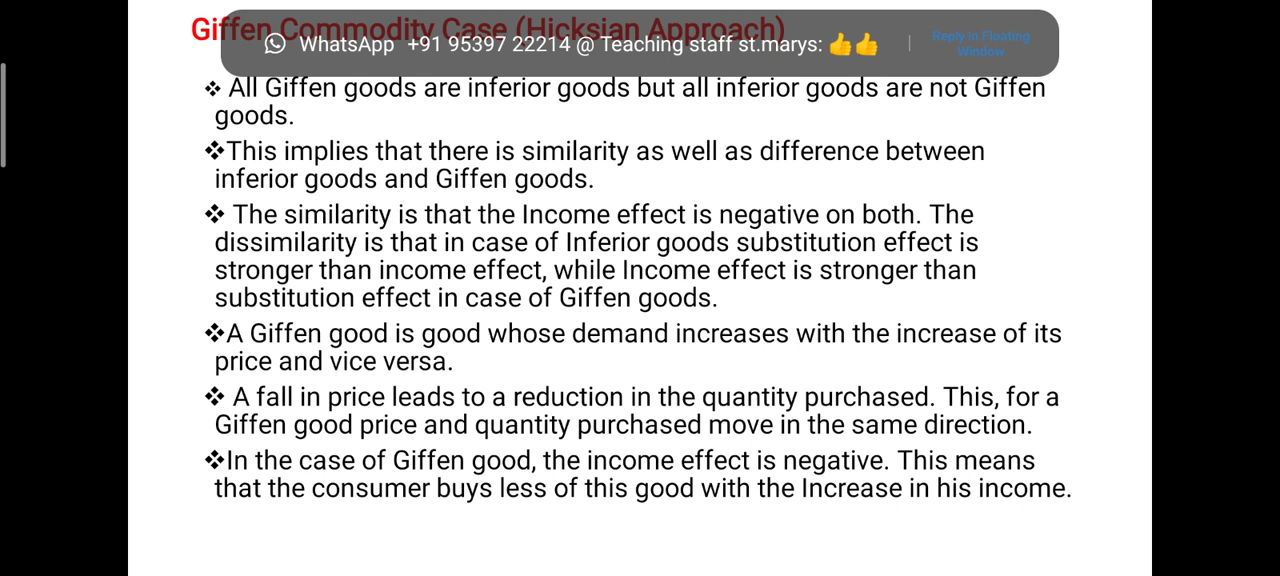 Giffen Commodity Case (Hicksian Approach)
WhatsApp +91 95397 22214 @ Teaching staff st.marys: 👍👍 | Reply in Floating Window
❖ All Giffen goods are inferior goods but all inferior goods are not Giffen
goods.
❖This implies that there is similarity as well as difference between
inferior goods and Giffen goods.
❖ The similarity is that the Income effect is negative on both. The
dissimilarity is that in case of Inferior goods substitution effect is
stronger than income effect, while Income effect is stronger than
substitution effect in case of Giffen goods.
❖A Giffen good is good whose demand increases with the increase of its
price and vice versa.
❖ A fall in price leads to a reduction in the quantity purchased. This, for a
Giffen good price and quantity purchased move in the same direction.
❖In the case of Giffen good, the income effect is negative. This means
that the consumer buys less of this good with the Increase in his income.